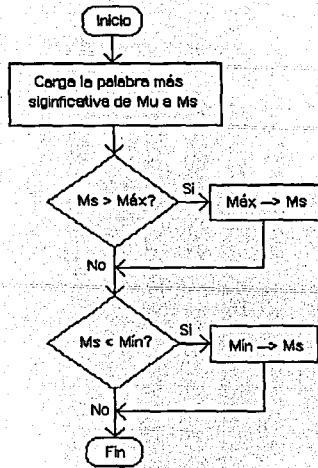 Inicio
Carga la palabra más
siginficativa de Mu a Ms
Ms > Máx?
Si
Máx → Ms
No
Ms < Mín?
Si
Mín → Ms
No
Fin